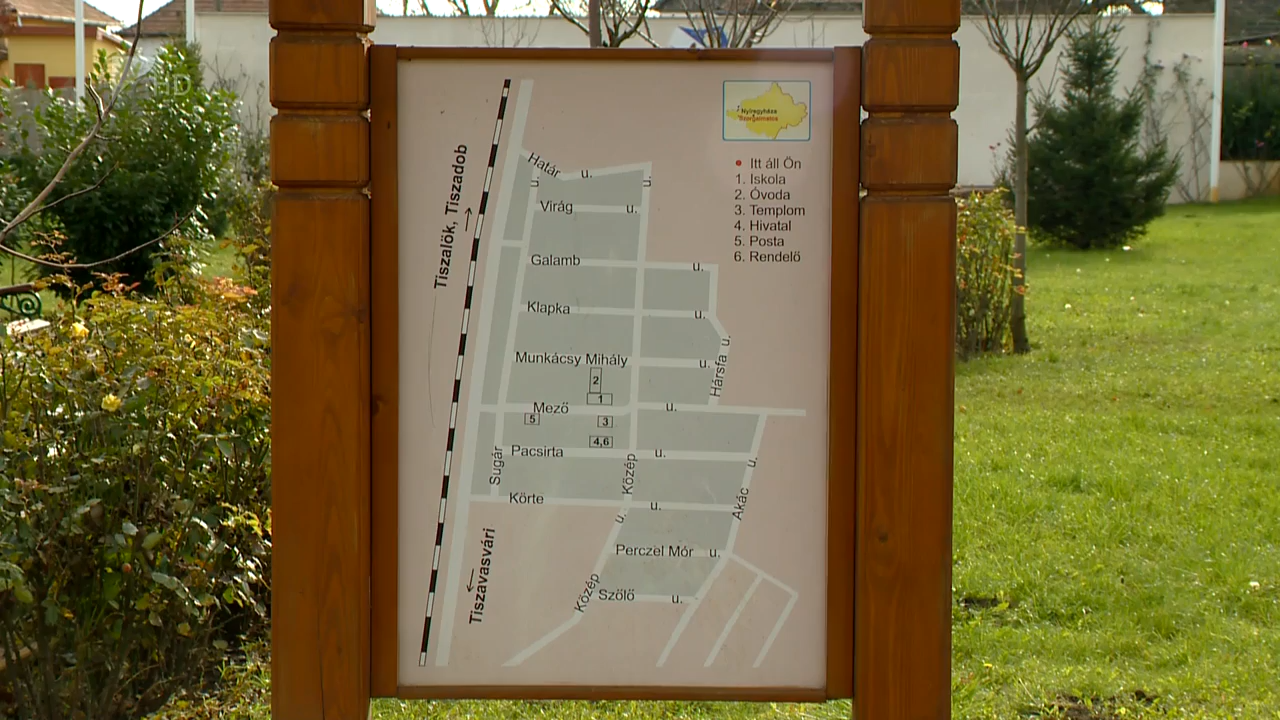 HD
Nyíregyháza
Szorgalmatos
Itt áll Ön
1. Iskola
2. Óvoda
3. Templom
4. Hivatal
5. Posta
6. Rendelő
Tiszalök, Tiszadob →
Határ u.
u.
u.
Virág u.
Galamb u.
Klapka u.
Munkácsy Mihály u.
Hársfa u.
2
1
Mező u.
5
3
4,6
Pacsirta u.
Sugár
Közép
u.
Akác u.
Körte u.
Perczel Mór u.
Közép
Szőlő u.
← Tiszavasvári